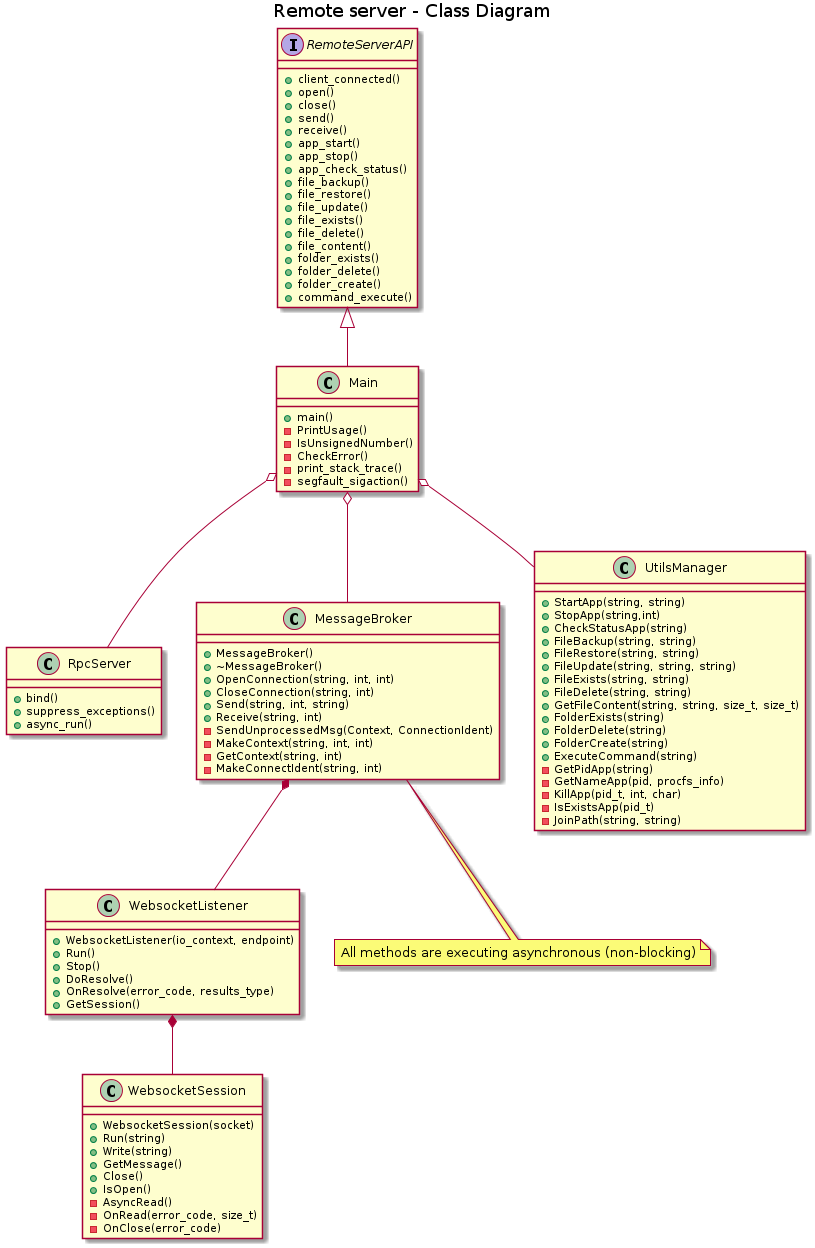 Remote server - Class Diagram
I RemoteServerAPI
client_connected()
open()
close()
send()
receive()
app_start()
app_stop()
app_check_status()
file_backup()
file_restore()
file_update()
file_exists()
file_delete()
file_content()
folder_exists()
folder_delete()
folder_create()
command_execute()
C Main
main()
PrintUsage()
IsUnsignedNumber()
CheckError()
print_stack_trace()
segfault_sigaction()
C UtilsManager
StartApp(string, string)
StopApp(string,int)
CheckStatusApp(string)
FileBackup(string, string)
FileRestore(string, string)
FileUpdate(string, string, string)
FileExists(string, string)
FileDelete(string, string)
GetFileContent(string, string, size_t, size_t)
FolderExists(string)
FolderDelete(string)
FolderCreate(string)
ExecuteCommand(string)
GetPidApp(string)
GetNameApp(pid, procfs_info)
KillApp(pid_t, int, char)
IsExistsApp(pid_t)
JoinPath(string, string)
C MessageBroker
MessageBroker()
~MessageBroker()
OpenConnection(string, int, int)
CloseConnection(string, int)
Send(string, int, string)
Receive(string, int)
SendUnprocessedMsg(Context, ConnectionIdent)
MakeContext(string, int, int)
GetContext(string, int)
MakeConnectIdent(string, int)
C RpcServer
bind()
suppress_exceptions()
async_run()
C WebsocketListener
WebsocketListener(io_context, endpoint)
Run()
Stop()
DoResolve()
OnResolve(error_code, results_type)
GetSession()
All methods are executing asynchronous (non-blocking)
C WebsocketSession
WebsocketSession(socket)
Run(string)
Write(string)
GetMessage()
Close()
IsOpen()
AsyncRead()
OnRead(error_code, size_t)
OnClose(error_code)